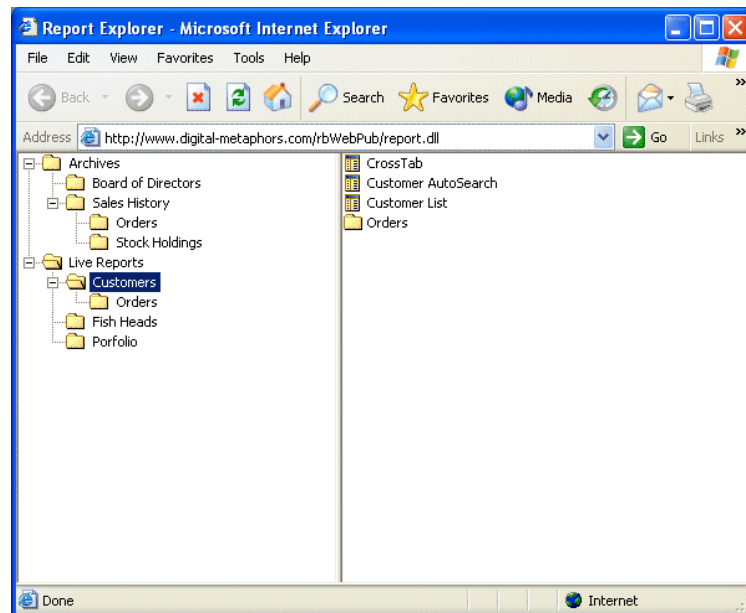 Report Explorer - Microsoft Internet Explorer
File Edit View Favorites Tools Help
Back Search Favorites Media »
Address http://www.digital-metaphors.com/rbWebPub/report.dll Go Links »
Archives
Board of Directors
Sales History
Orders
Stock Holdings
Live Reports
Customers
Orders
Fish Heads
Porfolio
CrossTab
Customer AutoSearch
Customer List
Orders
Done Internet